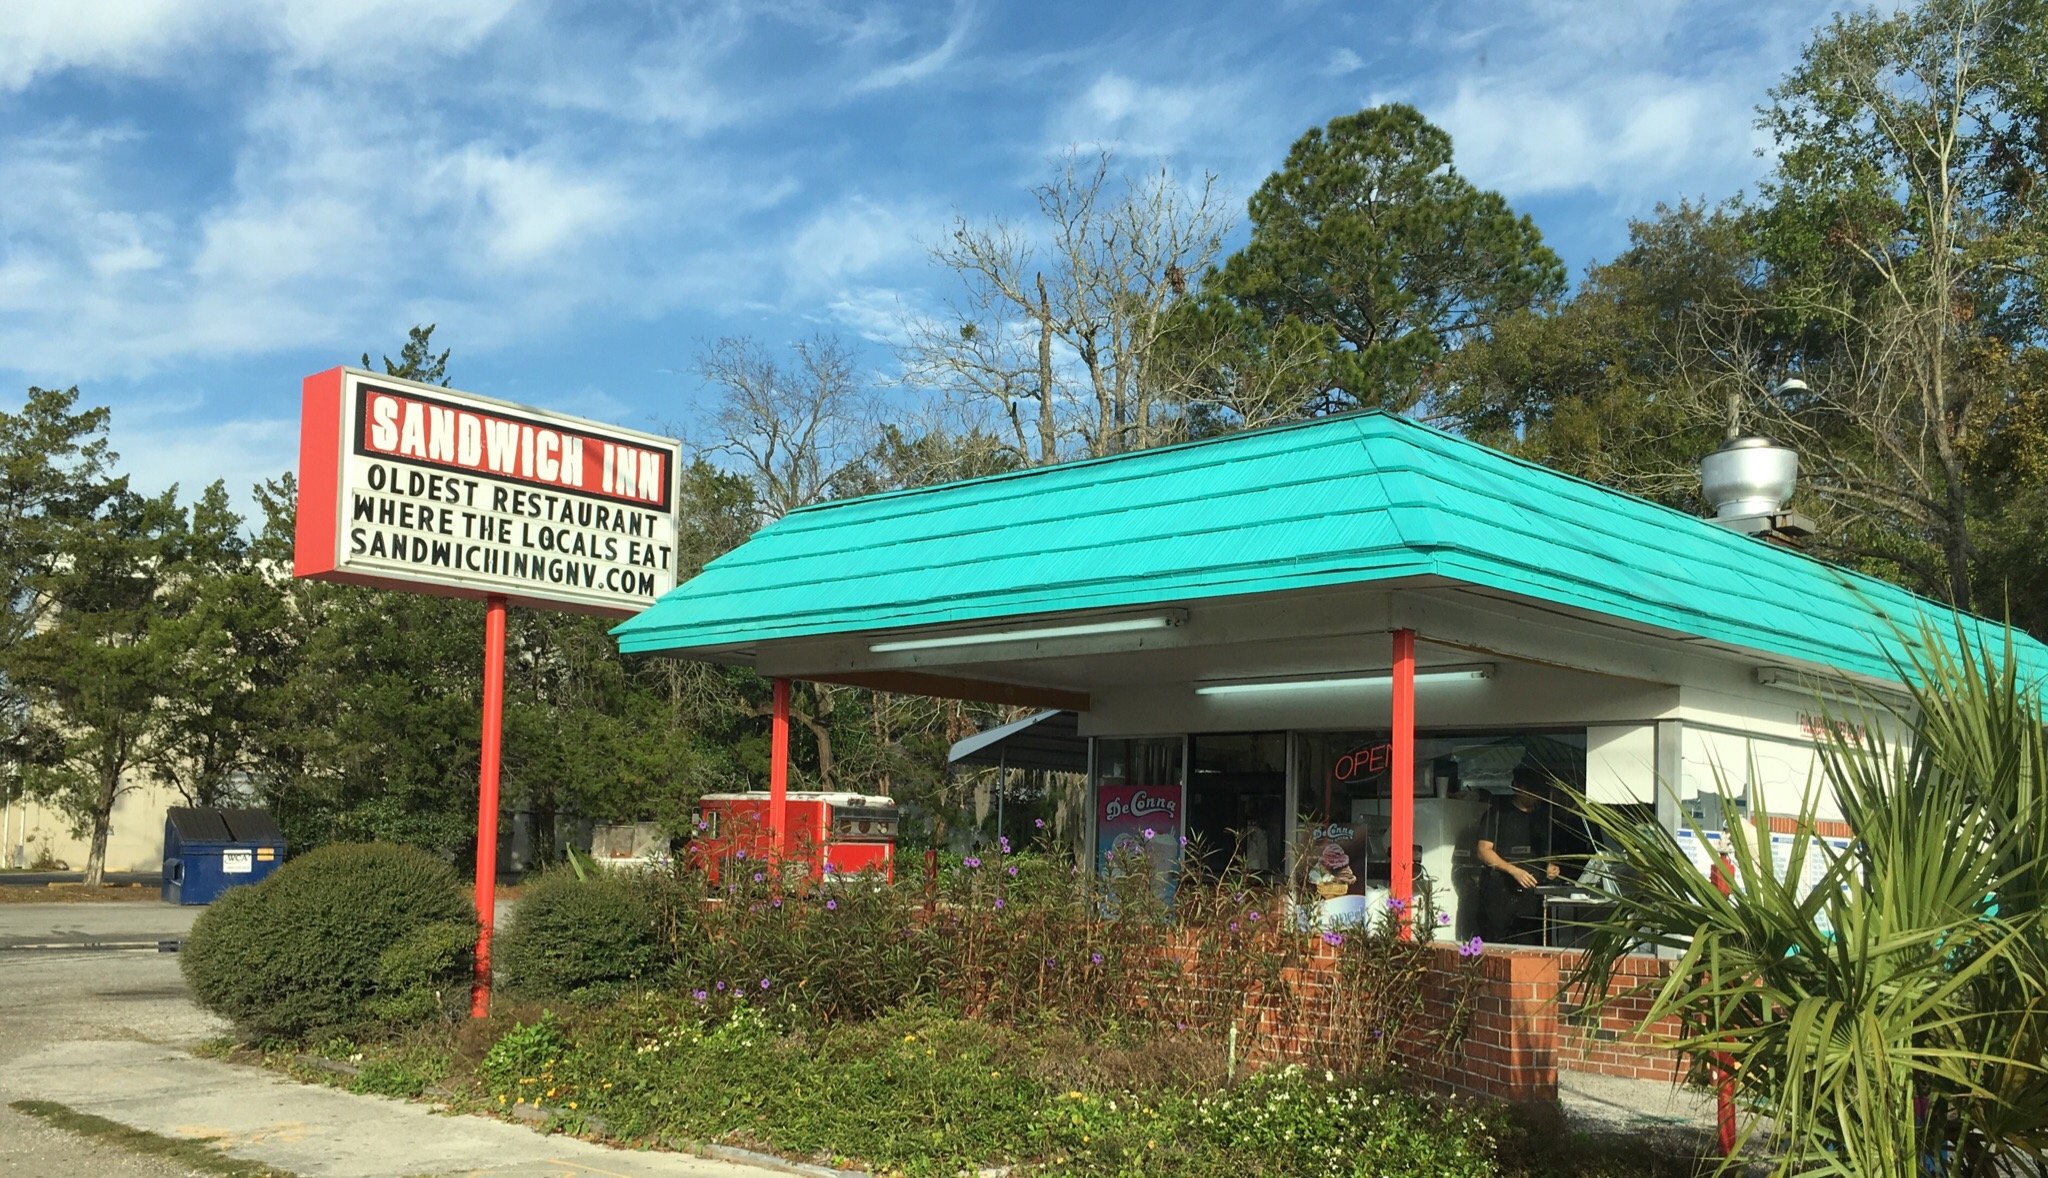 SANDWICH INN
OLDEST RESTAURANT
WHERE THE LOCALS EAT
SANDWICHINNGNV.COM
WCA
DeConna
OPEN
DeConna